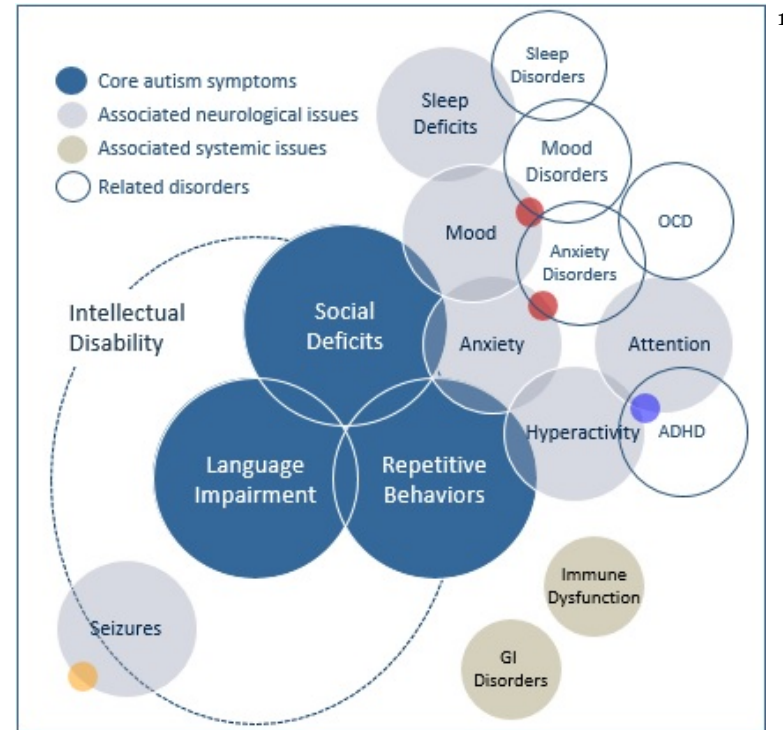 1
Core autism symptoms
Associated neurological issues
Associated systemic issues
Related disorders
Sleep
Disorders
Sleep
Deficits
Mood
Disorders
Mood
OCD
Anxiety
Disorders
Intellectual
Disability
Social
Deficits
Anxiety
Attention
Hyperactivity
ADHD
Language
Impairment
Repetitive
Behaviors
Immune
Dysfunction
Seizures
GI
Disorders